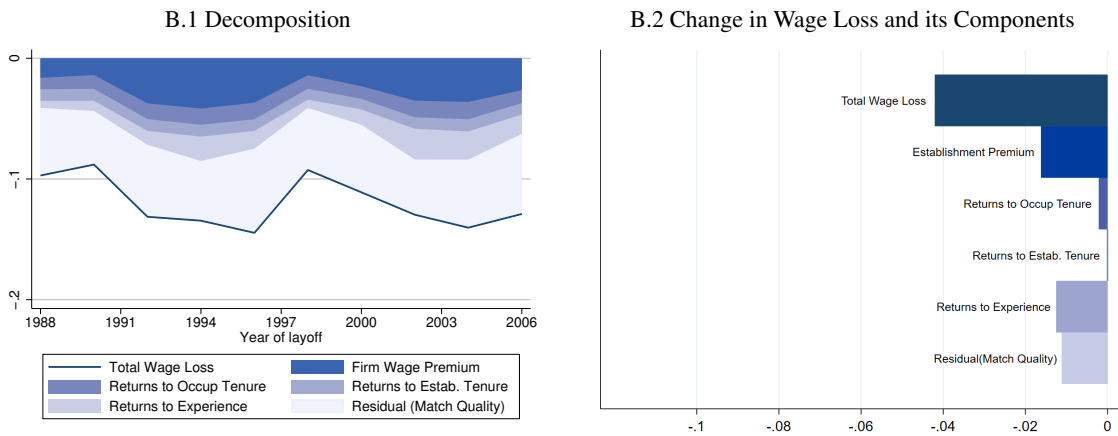 B.1 Decomposition
0
-.1
-.2
1988 1991 1994 1997 2000 2003 2006
Year of layoff
Total Wage Loss Firm Wage Premium
Returns to Occup Tenure Returns to Estab. Tenure
Returns to Experience Residual (Match Quality)
B.2 Change in Wage Loss and its Components
Total Wage Loss
Establishment Premium
Returns to Occup Tenure
Returns to Estab. Tenure
Returns to Experience
Residual(Match Quality)
-.1 -.08 -.06 -.04 -.02 0